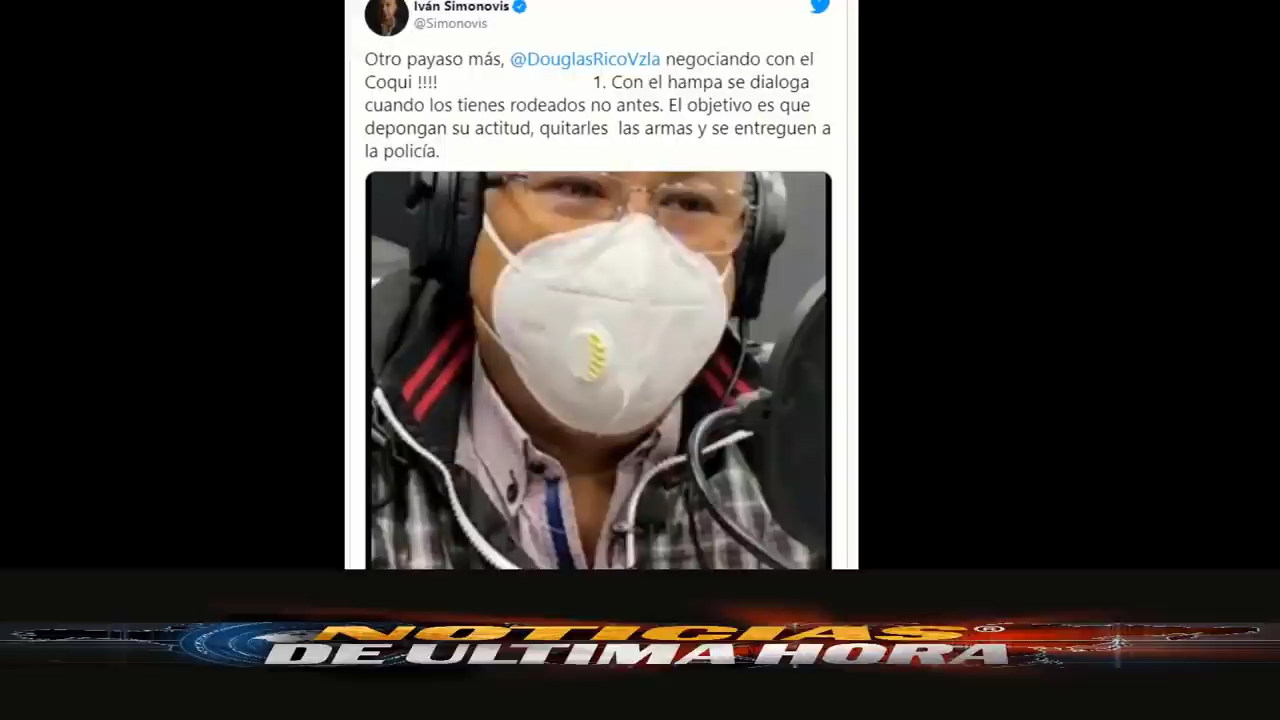 Iván Simonovis
@Simonovis
Otro payaso más, @DouglasRicoVzla negociando con el
Coqui !!!! 1. Con el hampa se dialoga
cuando los tienes rodeados no antes. El objetivo es que
depongan su actitud, quitarles las armas y se entreguen a
la policía.
NOTICIAS®
DE ULTIMA HORA